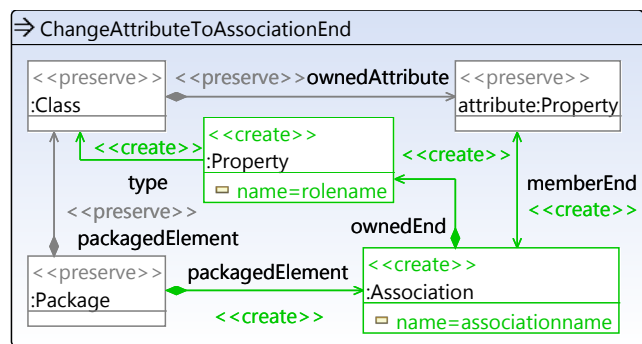 ChangeAttributeToAssociationEnd
<<preserve>>
:Class
<<preserve>>ownedAttribute
<<preserve>>
attribute:Property
<<create>>
<<create>>
:Property
name=rolename
<<create>>
type
memberEnd
<<create>>
<<preserve>>
packagedElement
ownedEnd
<<preserve>>
:Package
packagedElement
<<create>>
<<create>>
:Association
name=associationname